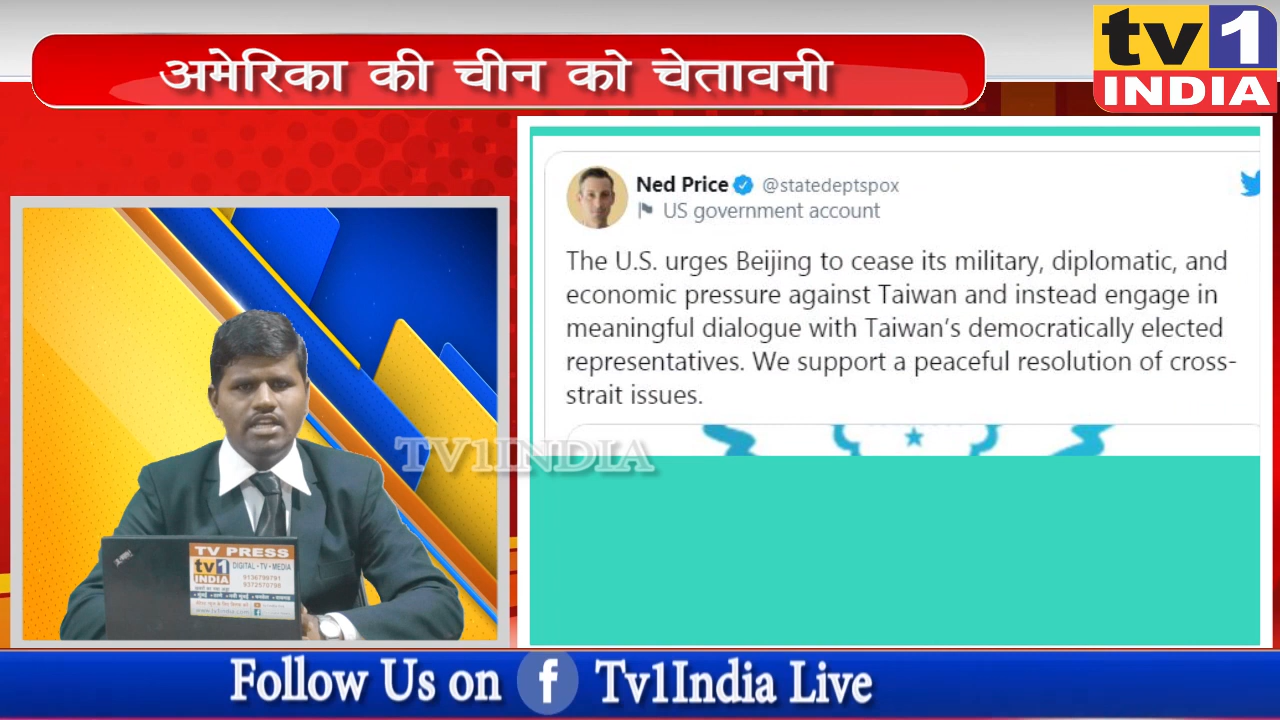 अमेरिका की चीन को चेतावनी
tv1
INDIA
Ned Price @statedeptspox
US government account
The U.S. urges Beijing to cease its military, diplomatic, and
economic pressure against Taiwan and instead engage in
meaningful dialogue with Taiwan's democratically elected
representatives. We support a peaceful resolution of cross-
strait issues.
TV1INDIA
TV PRESS
tv1
INDIA
DIGITAL • TV • MEDIA
9136799791
9372570798
Follow Us on f Tv1India Live